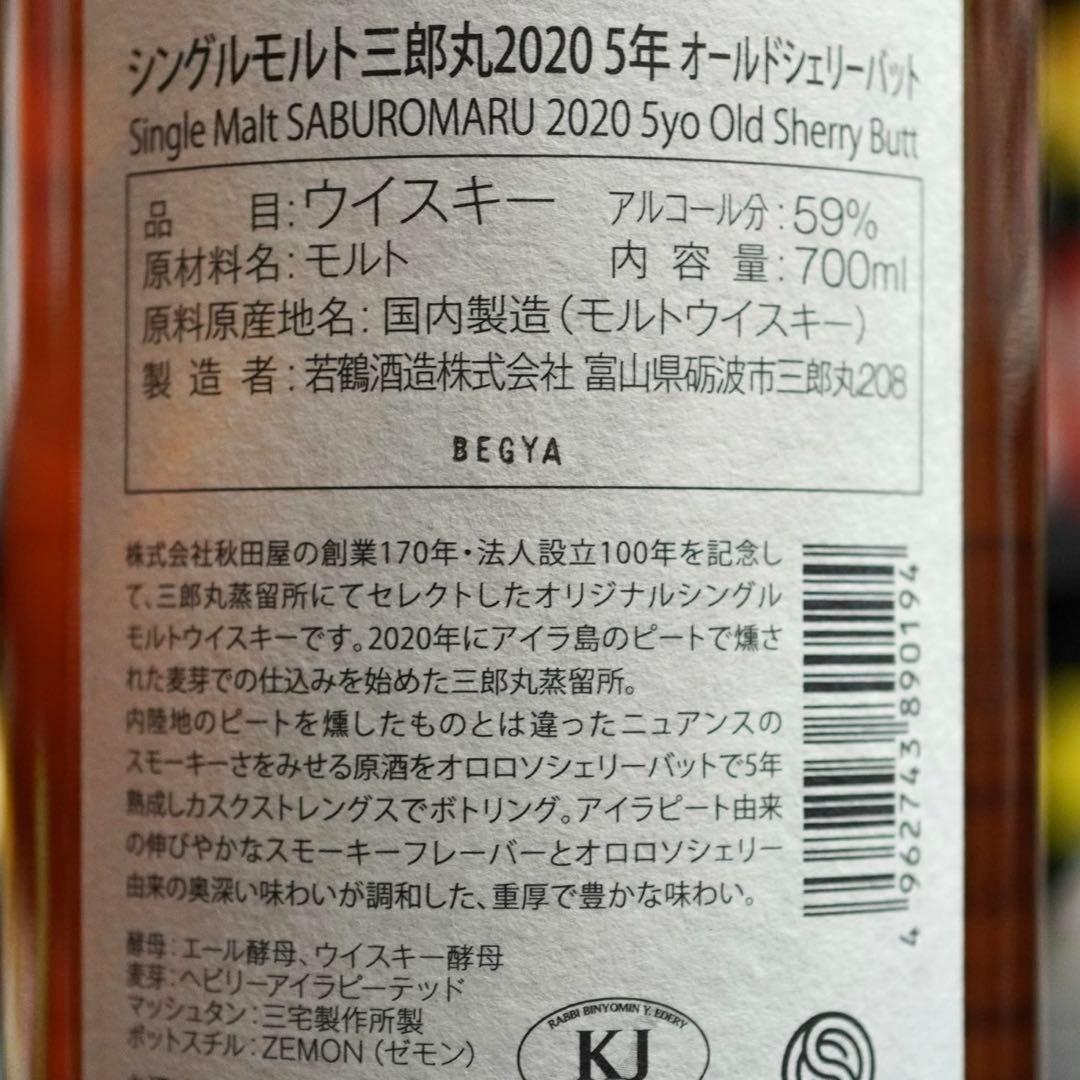 シングルモルト三郎丸2020 5年 オールドシェリーバット
Single Malt SABUROMARU 2020 5yo Old Sherry Butt
品　目：ウイスキー　アルコール分：59%
原材料名：モルト　内 容 量：700ml
原料原産地名：国内製造（モルトウイスキー）
製 造 者：若鶴酒造株式会社 富山県砺波市三郎丸208
BEGYA
株式会社秋田屋の創業170年・法人設立100年を記念し
て、三郎丸蒸留所にてセレクトしたオリジナルシングル
モルトウイスキーです。2020年にアイラ島のピートで燻さ
れた麦芽での仕込みを始めた三郎丸蒸留所。
内陸地のピートを燻したものとは違ったニュアンスの
スモーキーさをみせる原酒をオロロソシェリーバットで5年
熟成しカスクストレングスでボトリング。アイラピート由来
の伸びやかなスモーキーフレーバーとオロロソシェリー
由来の奥深い味わいが調和した、重厚で豊かな味わい。
4 962743 890194
酵母：エール酵母、ウイスキー酵母
麦芽：ヘビリーアイラピーテッド
マッシュタン：三宅製作所製
ポットスチル：ZEMON（ゼモン）
RABBI BINYOMIN Y. EDERY
KJ